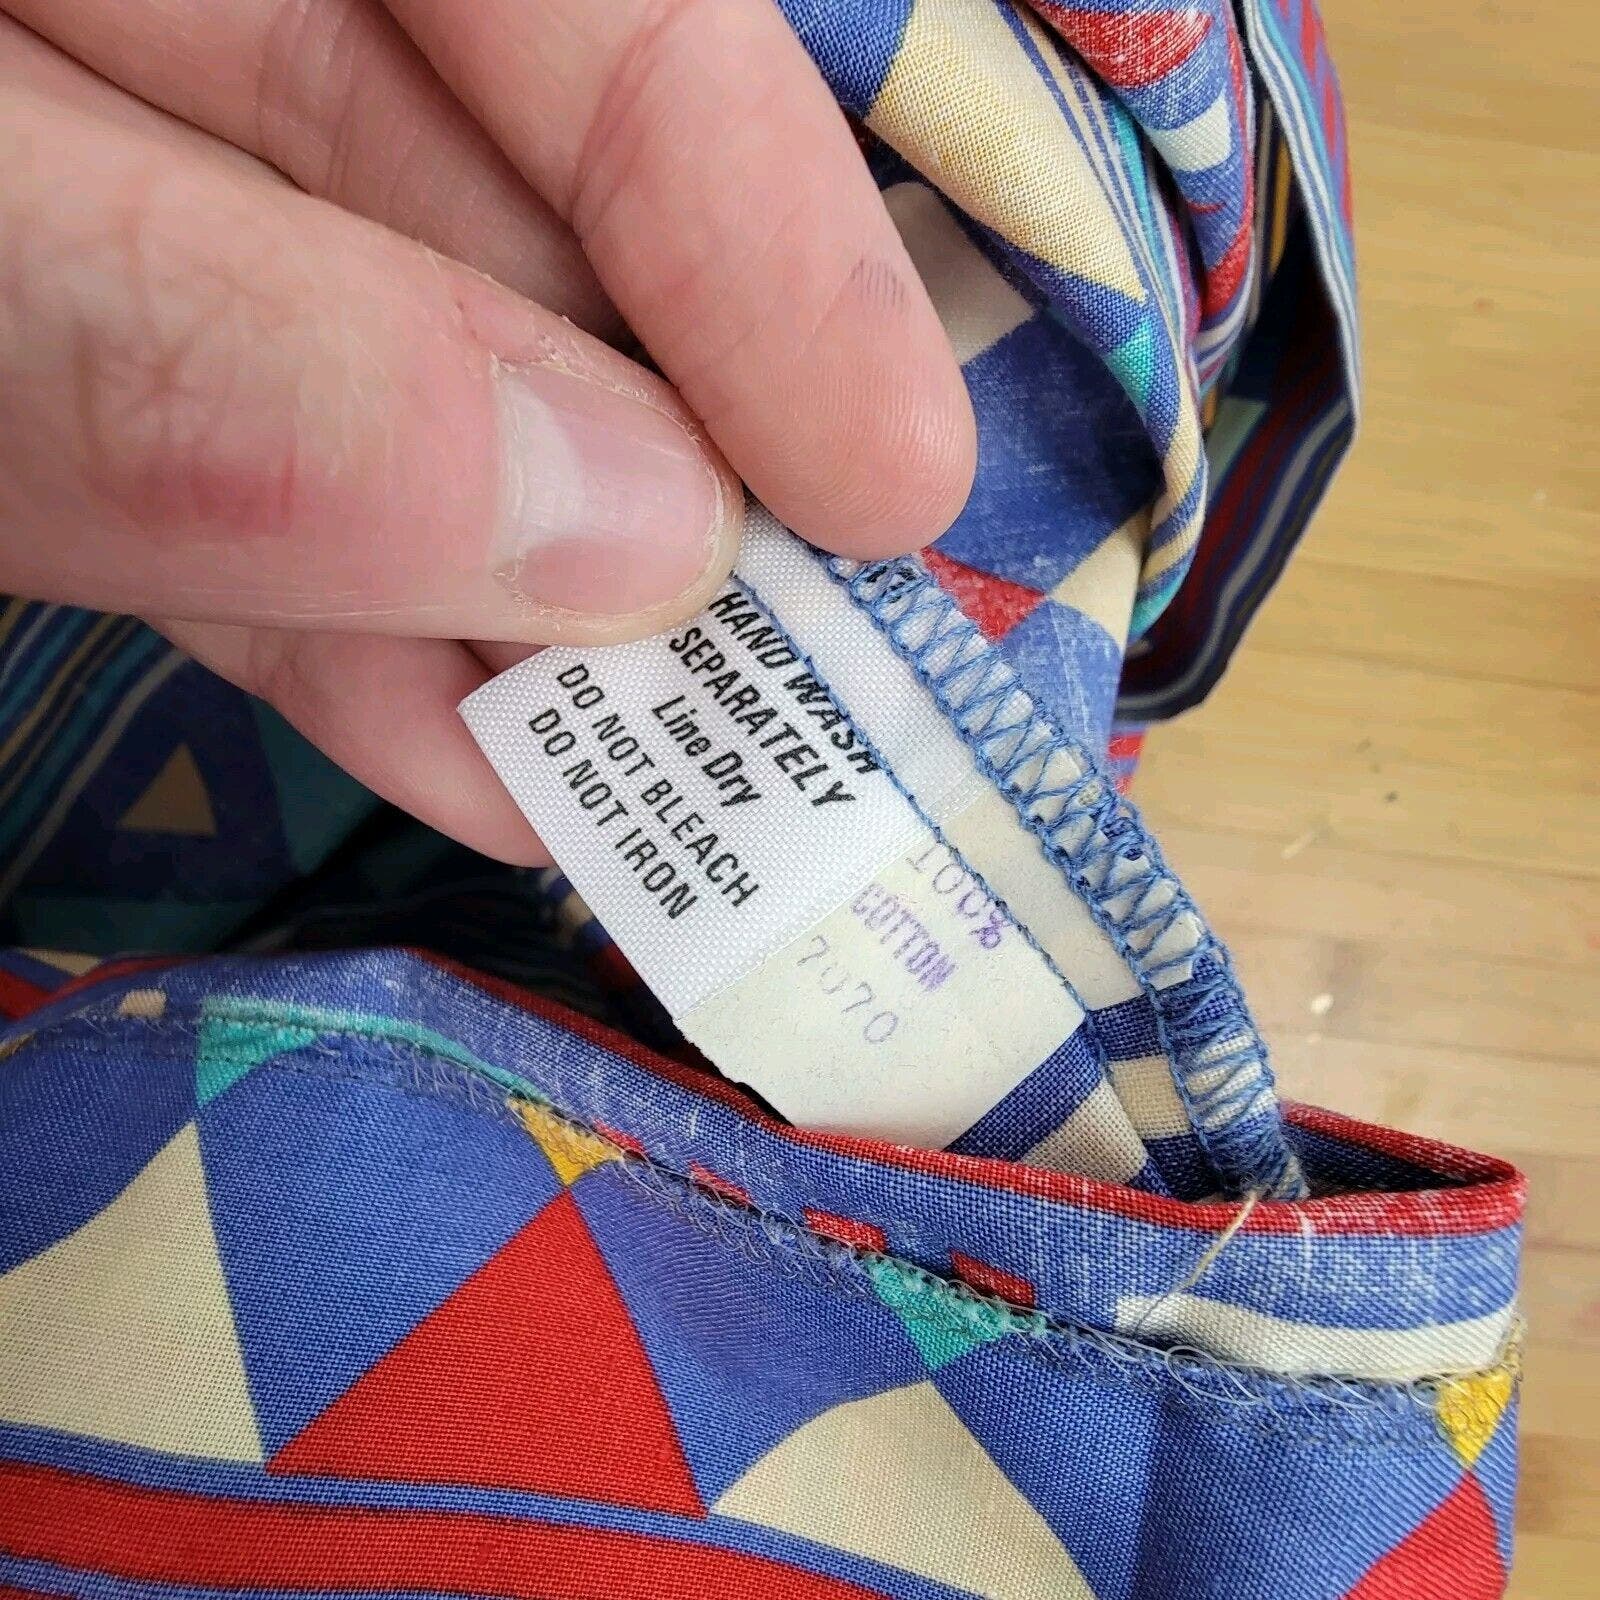 HAND WASH
SEPARATELY
Line Dry
DO NOT BLEACH
DO NOT IRON
100%
COTTON
7070